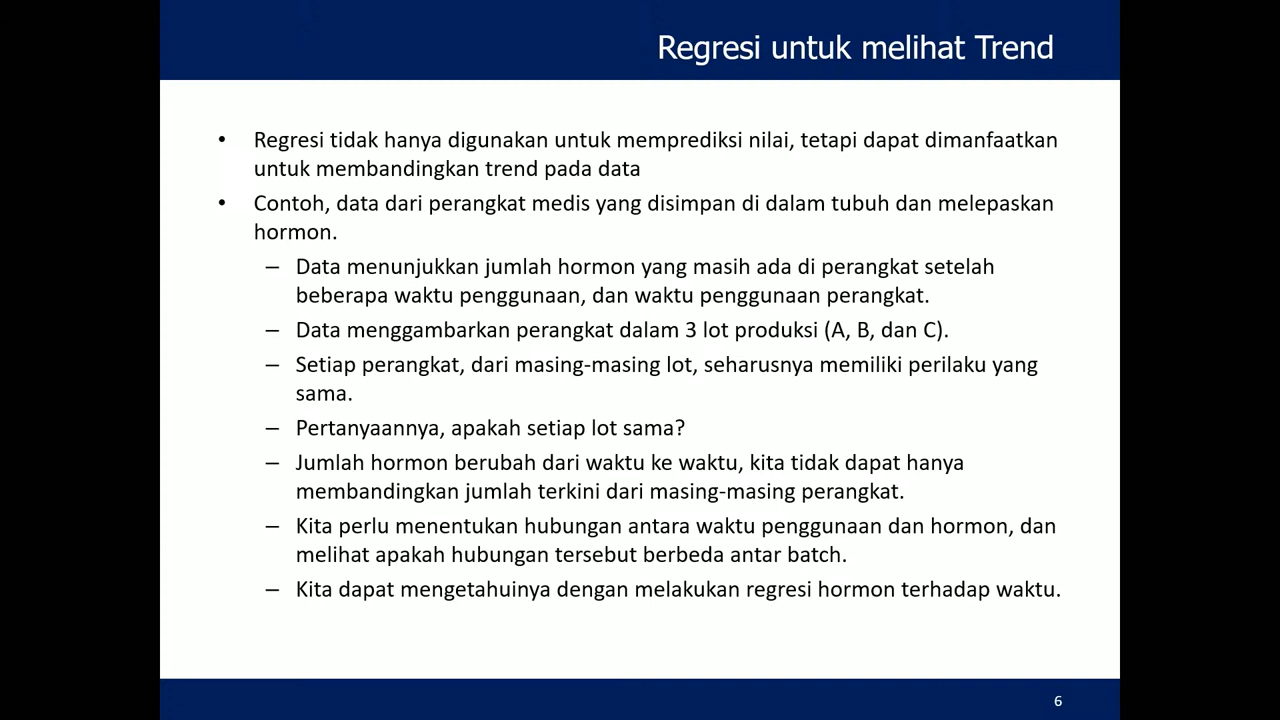 Regresi untuk melihat Trend
• Regresi tidak hanya digunakan untuk memprediksi nilai, tetapi dapat dimanfaatkan
untuk membandingkan trend pada data
• Contoh, data dari perangkat medis yang disimpan di dalam tubuh dan melepaskan
hormon.
– Data menunjukkan jumlah hormon yang masih ada di perangkat setelah
beberapa waktu penggunaan, dan waktu penggunaan perangkat.
– Data menggambarkan perangkat dalam 3 lot produksi (A, B, dan C).
– Setiap perangkat, dari masing-masing lot, seharusnya memiliki perilaku yang
sama.
– Pertanyaannya, apakah setiap lot sama?
– Jumlah hormon berubah dari waktu ke waktu, kita tidak dapat hanya
membandingkan jumlah terkini dari masing-masing perangkat.
– Kita perlu menentukan hubungan antara waktu penggunaan dan hormon, dan
melihat apakah hubungan tersebut berbeda antar batch.
– Kita dapat mengetahuinya dengan melakukan regresi hormon terhadap waktu.
6